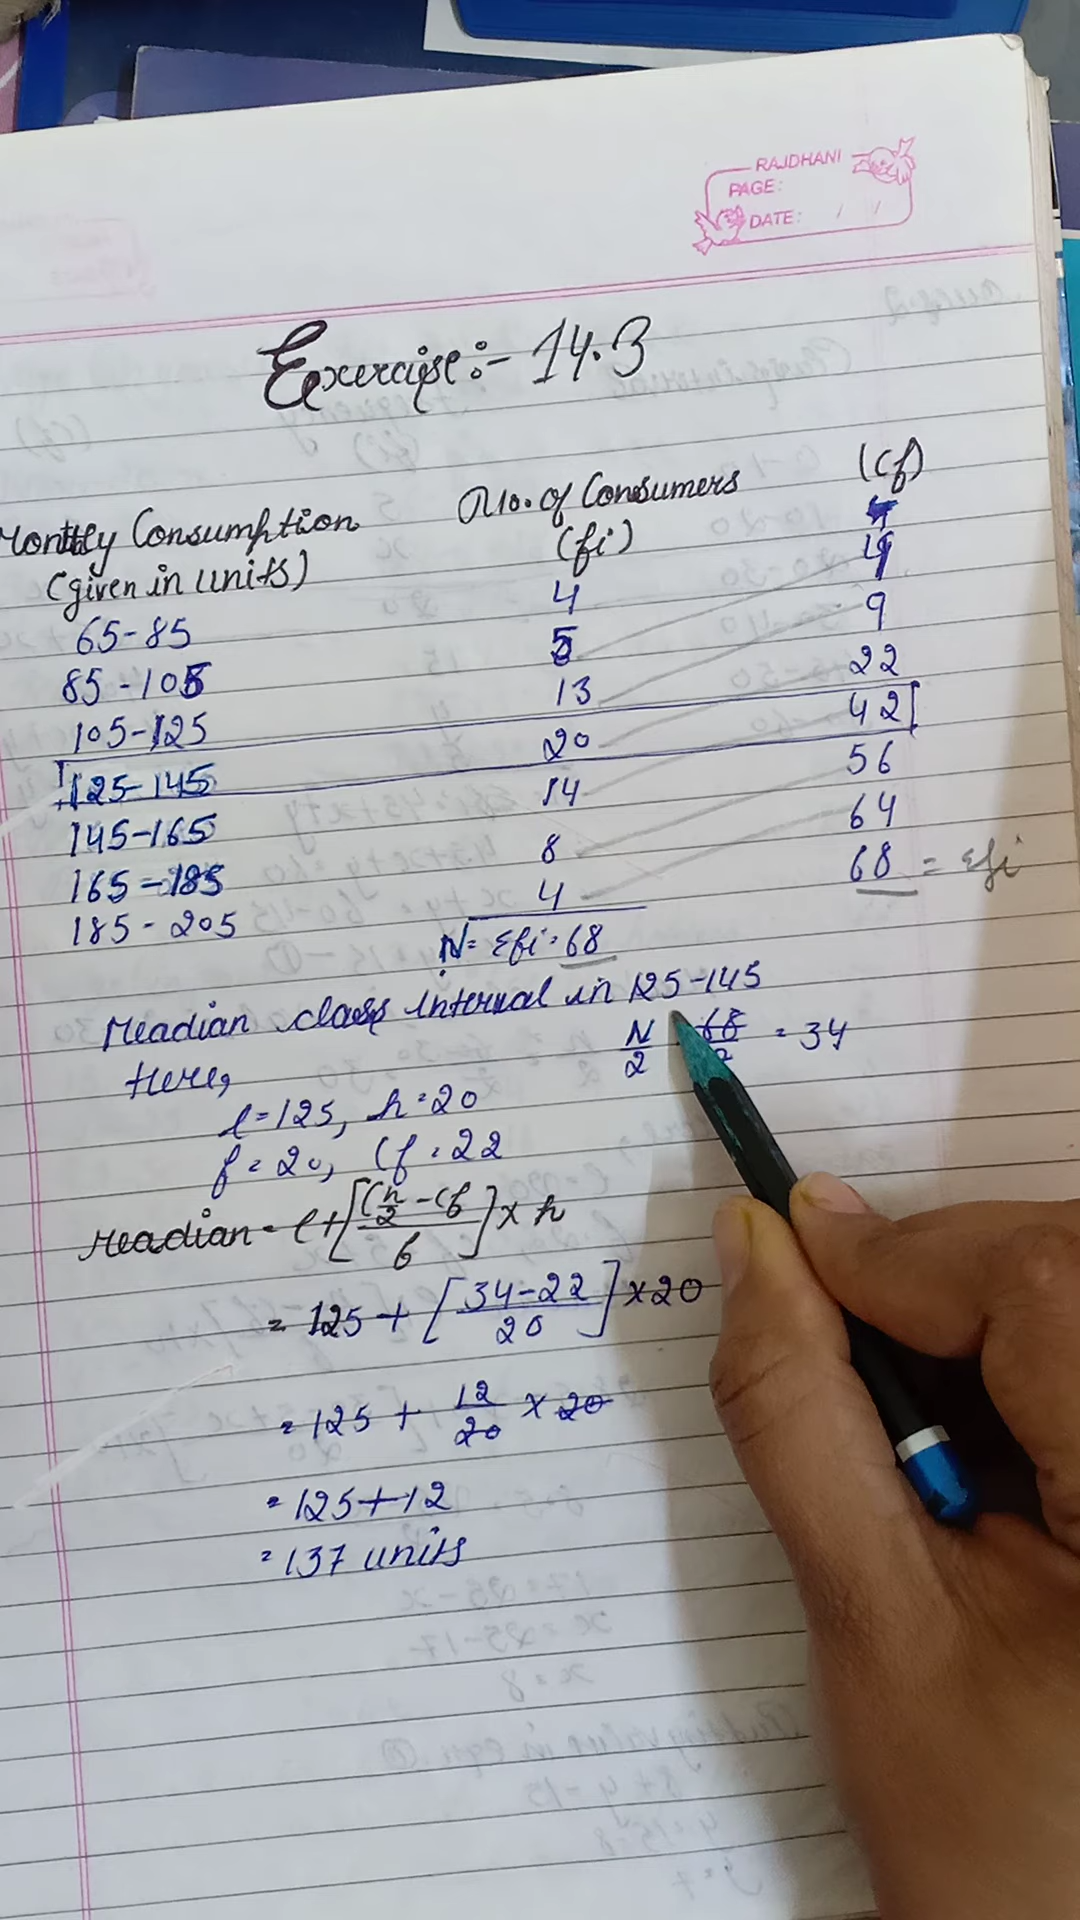 RAJDHANI
PAGE:
DATE: / /
Exercise:- 14.3
Monthly Consumption (given in units)
No. of Consumers (fi)
(Cf)
65-85 4 4
85-105 5 9
105-125 13 22
125-145 20 42
145-165 14 56
165-185 8 64
185-205 4 68 = Σfi
N= Σfi=68
Meadian class interval in 125-145
Here, N/2 68/2 = 34
l=125, h=20
f=20, Cf=22
Meadian = l+[(n/2-cf/f]×h
= 125+[34-22/20]×20
= 125 + 12/20 × 20
= 125+12
= 137 units